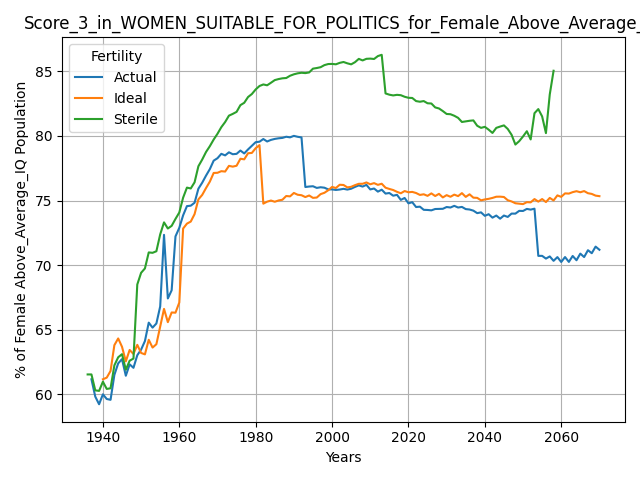 Score_3_in_WOMEN_SUITABLE_FOR_POLITICS_for_Female_Above_Average_
Fertility
Actual
Ideal
Sterile
% of Female Above_Average_IQ Population
85
80
75
70
65
60
1940
1960
1980
2000
2020
2040
2060
Years